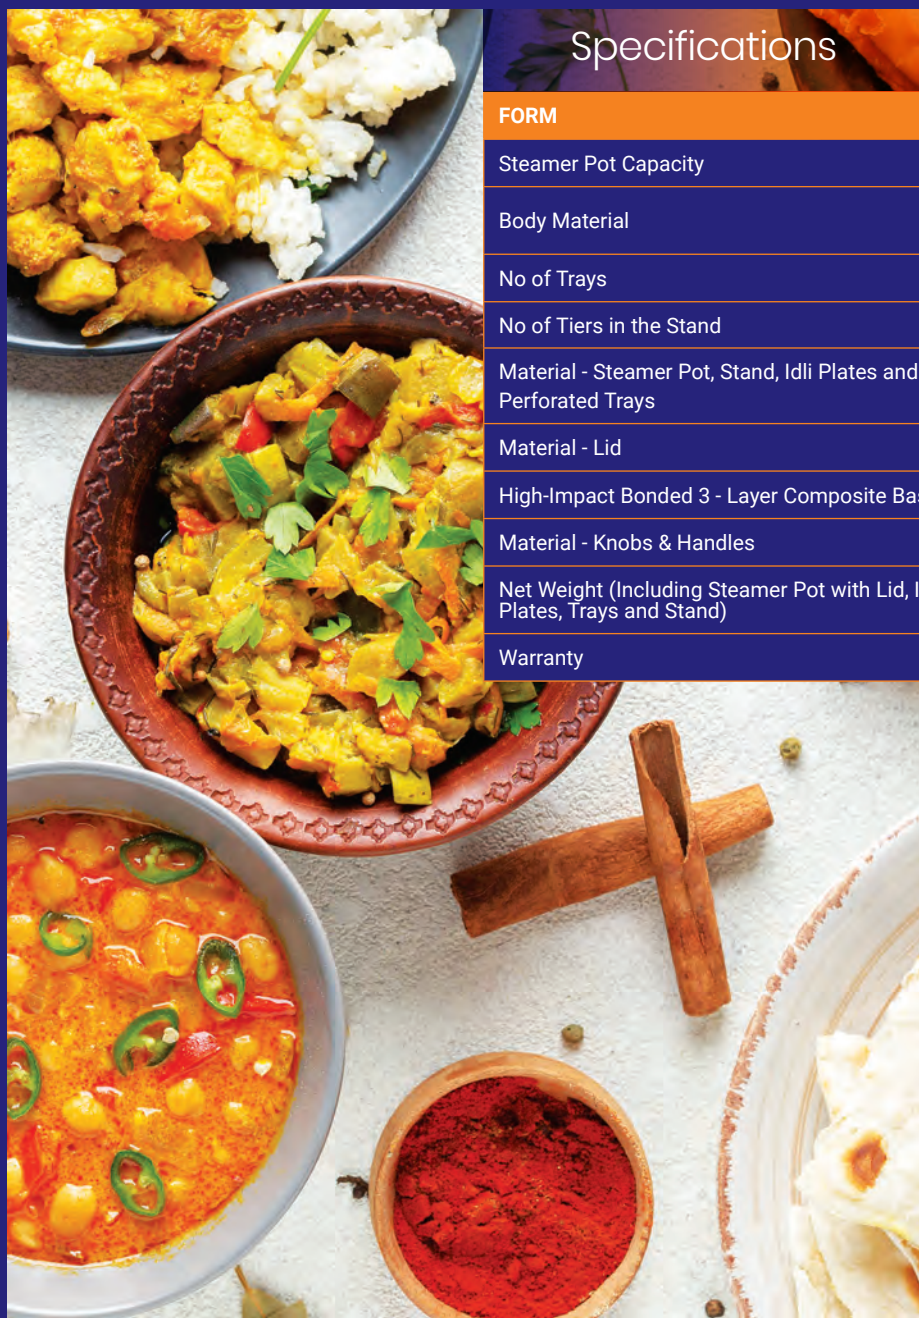 Specifications
FORM
Steamer Pot Capacity
Body Material
No of Trays
No of Tiers in the Stand
Material - Steamer Pot, Stand, Idli Plates and
Perforated Trays
Material - Lid
High-Impact Bonded 3 - Layer Composite
Material - Knobs & Handles
Net Weight (Including Steamer Pot with Lid,
Plates, Trays and Stand)
Warranty